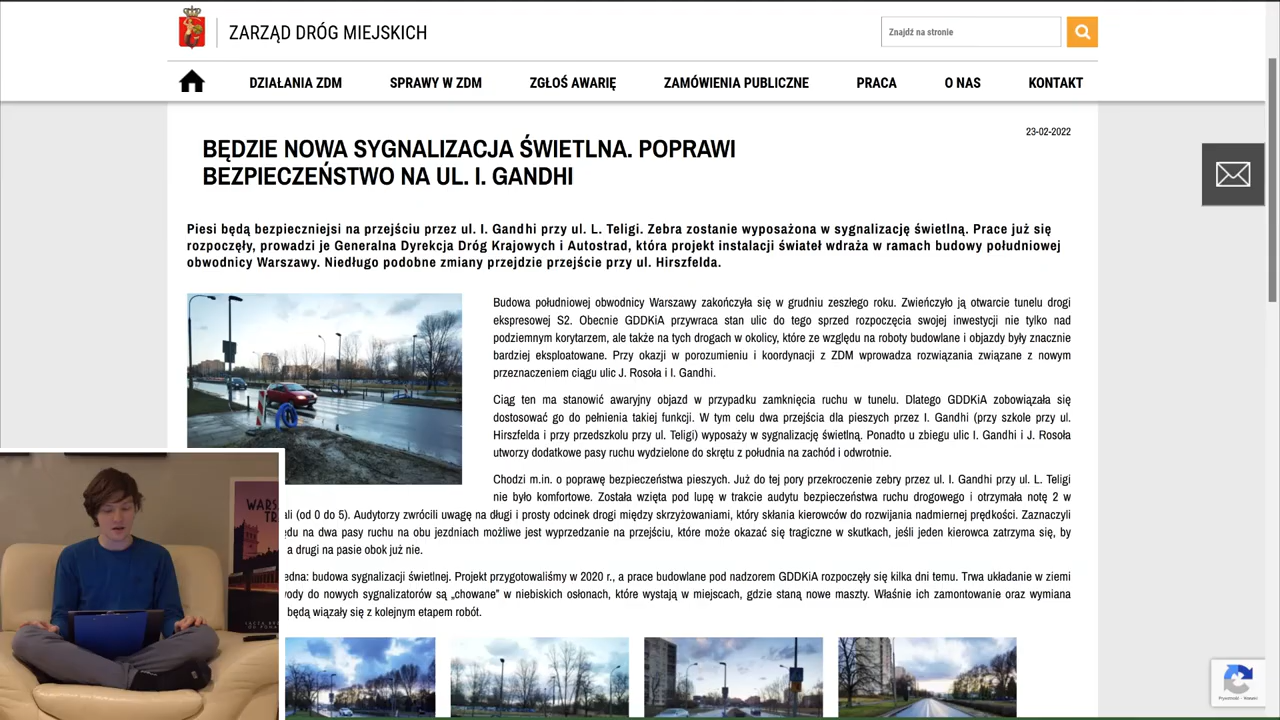 ZARZĄD DRÓG MIEJSKICH
Znajdź na stronie
DZIAŁANIA ZDM SPRAWY W ZDM ZGŁOŚ AWARIĘ ZAMÓWIENIA PUBLICZNE PRACA O NAS KONTAKT
23-02-2022
BĘDZIE NOWA SYGNALIZACJA ŚWIETLNA. POPRAWI
BEZPIECZEŃSTWO NA UL. I. GANDHI
Piesi będą bezpieczniejsi na przejściu przez ul. I. Gandhi przy ul. L. Teligi. Zebra zostanie wyposażona w sygnalizację świetlną. Prace już się
rozpoczęły, prowadzi je Generalna Dyrekcja Dróg Krajowych i Autostrad, która projekt instalacji świateł wdraża w ramach budowy południowej
obwodnicy Warszawy. Niedługo podobne zmiany przejdzie przejście przy ul. Hirszfelda.
Budowa południowej obwodnicy Warszawy zakończyła się w grudniu zeszłego roku. Zwieńczyło ją otwarcie tunelu drogi
ekspresowej S2. Obecnie GDDKiA przywraca stan ulic do tego sprzed rozpoczęcia swojej inwestycji nie tylko nad
podziemnym korytarzem, ale także na tych drogach w okolicy, które ze względu na roboty budowlane i objazdy były znacznie
bardziej eksploatowane. Przy okazji w porozumieniu i koordynacji z ZDM wprowadza rozwiązania związane z nowym
przeznaczeniem ciągu ulic J. Rosoła i I. Gandhi.
Ciąg ten ma stanowić awaryjny objazd w przypadku zamknięcia ruchu w tunelu. Dlatego GDDKiA zobowiązała się
dostosować go do pełnienia takiej funkcji. W tym celu dwa przejścia dla pieszych przez I. Gandhi (przy szkole przy ul.
Hirszfelda i przy przedszkolu przy ul. Teligi) wyposaży w sygnalizację świetlną. Ponadto u zbiegu ulic I. Gandhi i J. Rosoła
utworzy dodatkowe pasy ruchu wydzielone do skrętu z południa na zachód i odwrotnie.
Chodzi m.in. o poprawę bezpieczeństwa pieszych. Już do tej pory przekroczenie zebry przez ul. I. Gandhi przy ul. L. Teligi
nie było komfortowe. Została wzięta pod lupę w trakcie audytu bezpieczeństwa ruchu drogowego i otrzymała notę 2 w
ali (od 0 do 5). Audytorzy zwrócili uwagę na długi i prosty odcinek drogi między skrzyżowaniami, który skłania kierowców do rozwijania nadmiernej prędkości. Zaznaczyli
ędu na dwa pasy ruchu na obu jezdniach możliwe jest wyprzedzanie na przejściu, które może okazać się tragiczne w skutkach, jeśli jeden kierowca zatrzyma się, by
a drugi na pasie obok już nie.
edna: budowa sygnalizacji świetlnej. Projekt przygotowaliśmy w 2020 r., a prace budowlane pod nadzorem GDDKiA rozpoczęły się kilka dni temu. Trwa układanie w ziemi
wody do nowych sygnalizatorów są „chowane” w niebiskich osłonach, które wystają w miejscach, gdzie staną nowe maszty. Właśnie ich zamontowanie oraz wymiana
będą wiązały się z kolejnym etapem robót.